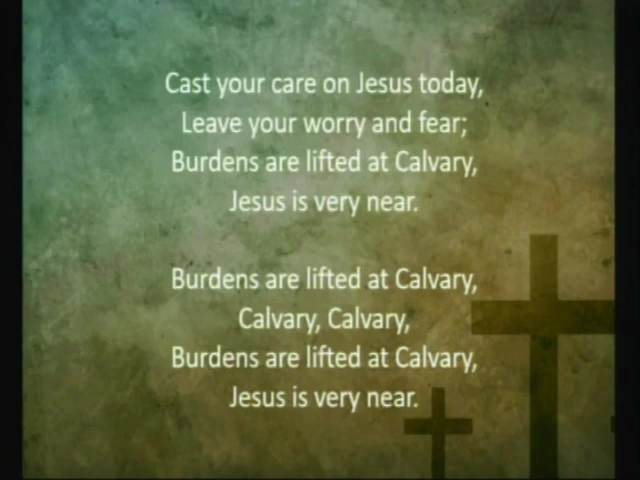 Cast your care on Jesus today,
Leave your worry and fear;
Burdens are lifted at Calvary,
Jesus is very near.
Burdens are lifted at Calvary,
Calvary, Calvary,
Burdens are lifted at Calvary,
Jesus is very near.